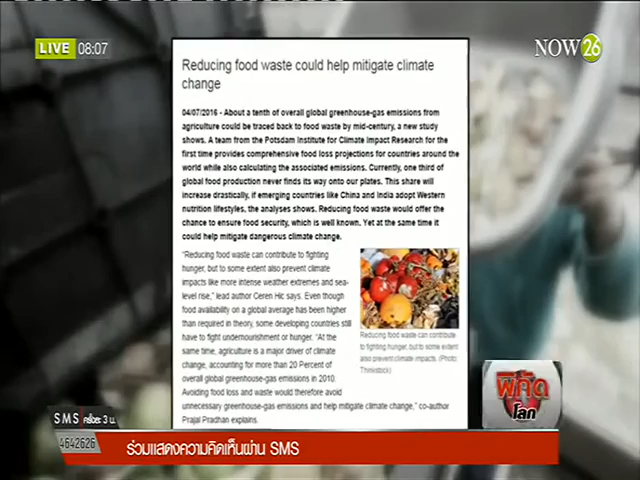 LIVE 08:07
NOW 26
Reducing food waste could help mitigate climate
change
04/07/2016 - About a tenth of overall global greenhouse-gas emissions from
agriculture could be traced back to food waste by mid-century, a new study
shows. A team from the Potsdam Institute for Climate Impact Research for the
first time provides comprehensive food loss projections for countries around the
world while also calculating the associated emissions. Currently, one third of
global food production never finds its way onto our plates. This share will
increase drastically, if emerging countries like China and India adopt Western
nutrition lifestyles, the analyses shows. Reducing food waste would offer the
chance to ensure food security, which is well known. Yet at the same time it
could help mitigate dangerous climate change.
"Reducing food waste can contribute to fighting
hunger, but to some extent also prevent climate
impacts like more intense weather extremes and sea-
level rise," lead author Ceren Hic says. Even though
food availability on a global average has been higher
than required in theory, some developing countries still
have to fight undernourishment or hunger. "At the
same time, agriculture is a major driver of climate
change, accounting for more than 20 Percent of
overall global greenhouse-gas emissions in 2010.
Avoiding food loss and waste would therefore avoid
unnecessary greenhouse-gas emissions and help mitigate climate change," co-author
Prajal Pradhan explains.
Reducing food waste can contribute
to fighting hunger, but to some extent
also prevent climate impacts. (Photo:
Thinkstock)
พิกัด
โลก
SMS ครั้งละ 3 บ.
4642626
ร่วมแสดงความคิดเห็นผ่าน SMS